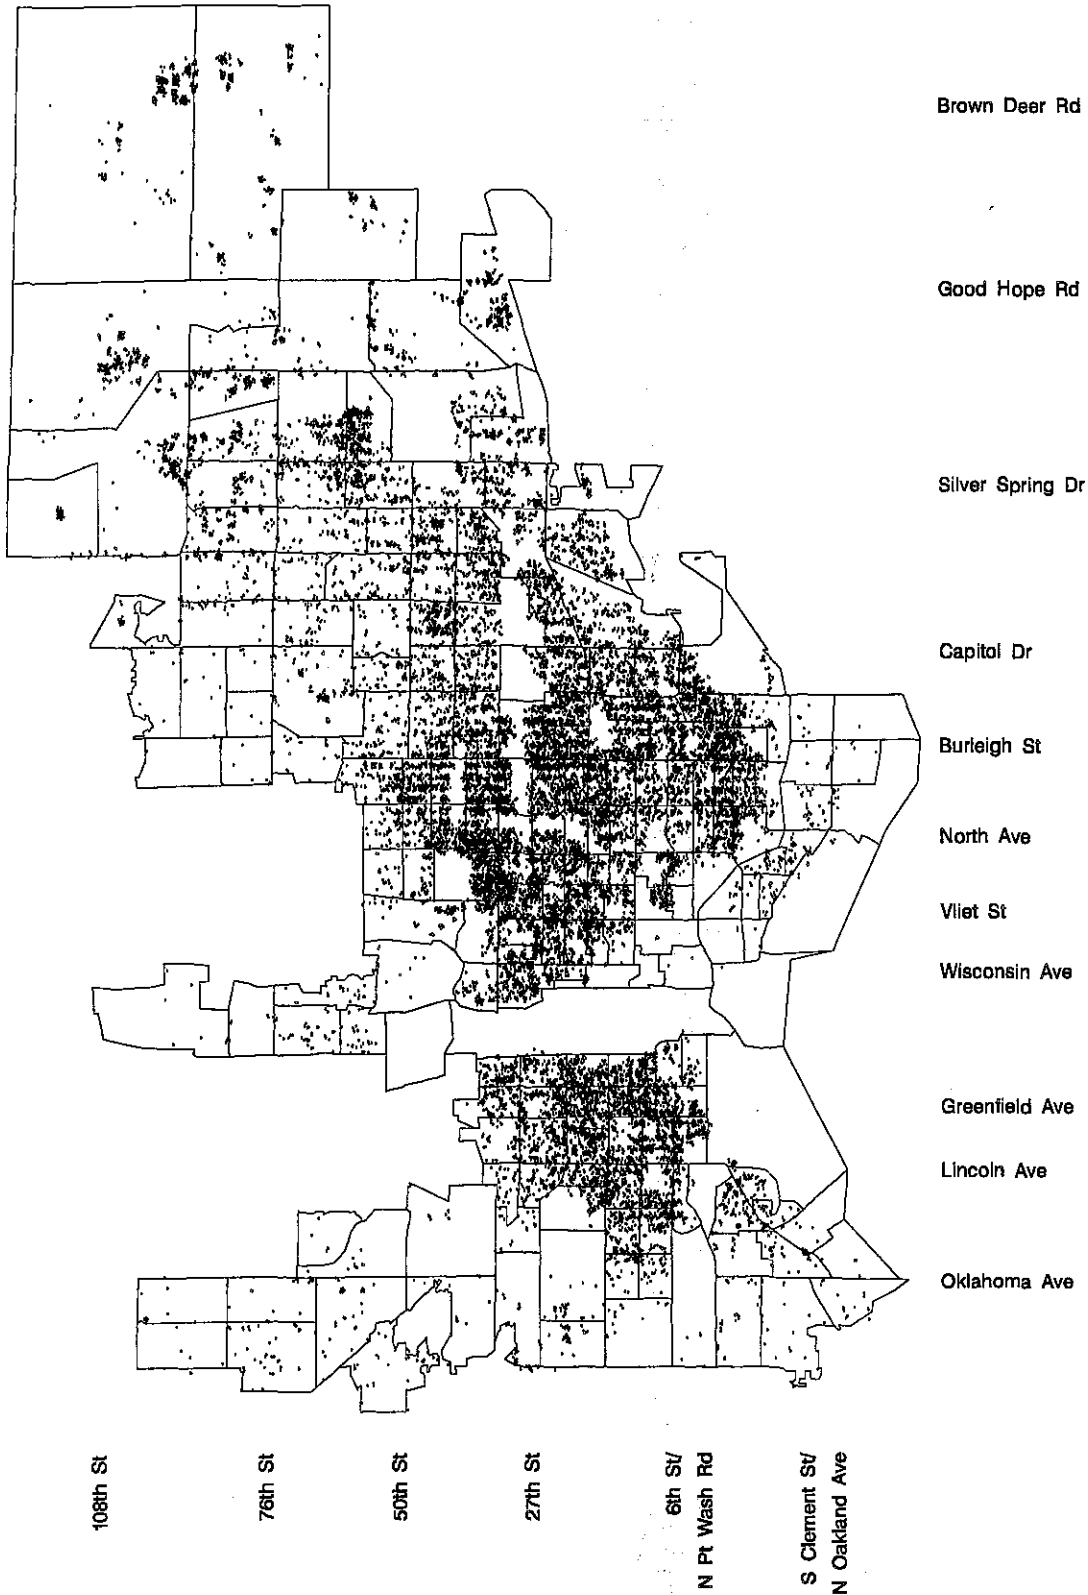 Brown Deer Rd
Good Hope Rd
Silver Spring Dr
Capitol Dr
Burleigh St
North Ave
Vliet St
Wisconsin Ave
Greenfield Ave
Lincoln Ave
Oklahoma Ave
108th St
76th St
50th St
27th St
6th St/
N Pt Wash Rd
S Clement St/
N Oakland Ave